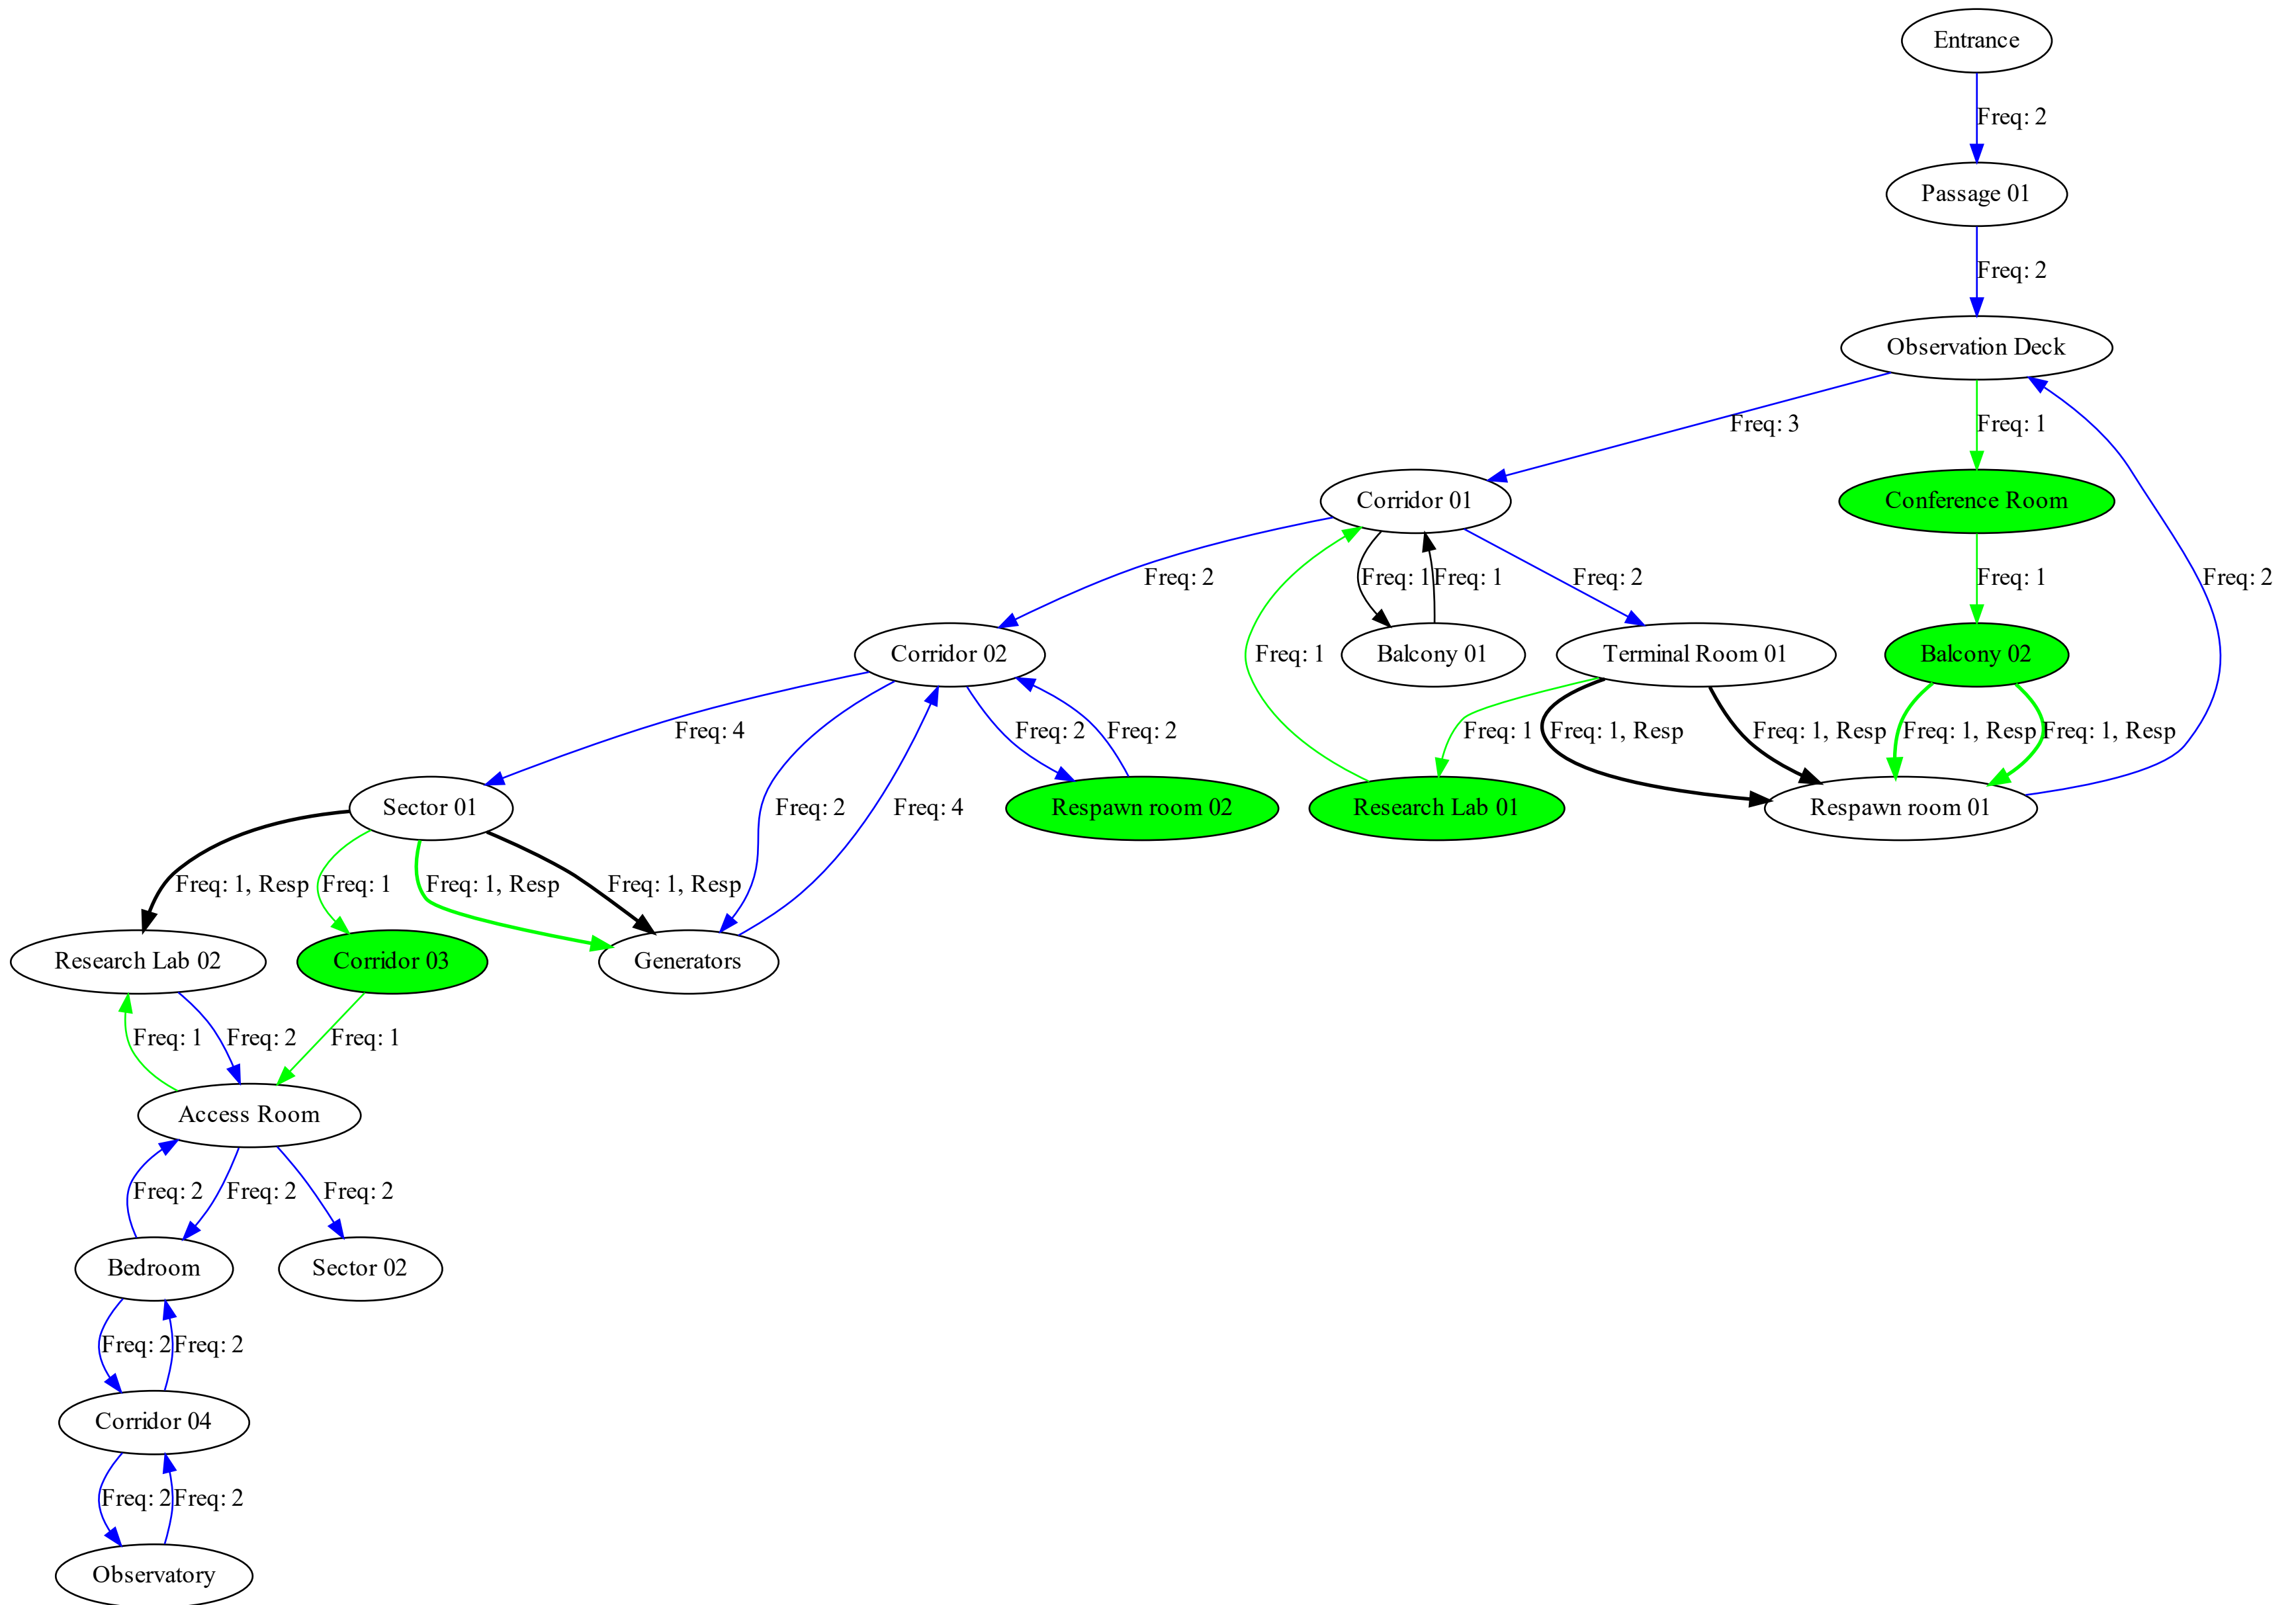 Entrance
Freq: 2
Passage 01
Freq: 2
Observation Deck
Freq: 3
Freq: 1
Corridor 01
Conference Room
Freq: 2
Freq: 1
Freq: 1
Freq: 2
Freq: 1
Freq: 2
Corridor 02
Freq: 1
Balcony 01
Terminal Room 01
Balcony 02
Freq: 4
Freq: 2
Freq: 2
Freq: 1
Freq: 1, Resp
Freq: 1, Resp
Freq: 1, Resp
Freq: 1, Resp
Sector 01
Freq: 2
Freq: 4
Respawn room 02
Research Lab 01
Respawn room 01
Freq: 1, Resp
Freq: 1
Freq: 1, Resp
Freq: 1, Resp
Research Lab 02
Corridor 03
Generators
Freq: 1
Freq: 2
Freq: 1
Access Room
Freq: 2
Freq: 2
Freq: 2
Bedroom
Sector 02
Freq: 2
Freq: 2
Corridor 04
Freq: 2
Freq: 2
Observatory